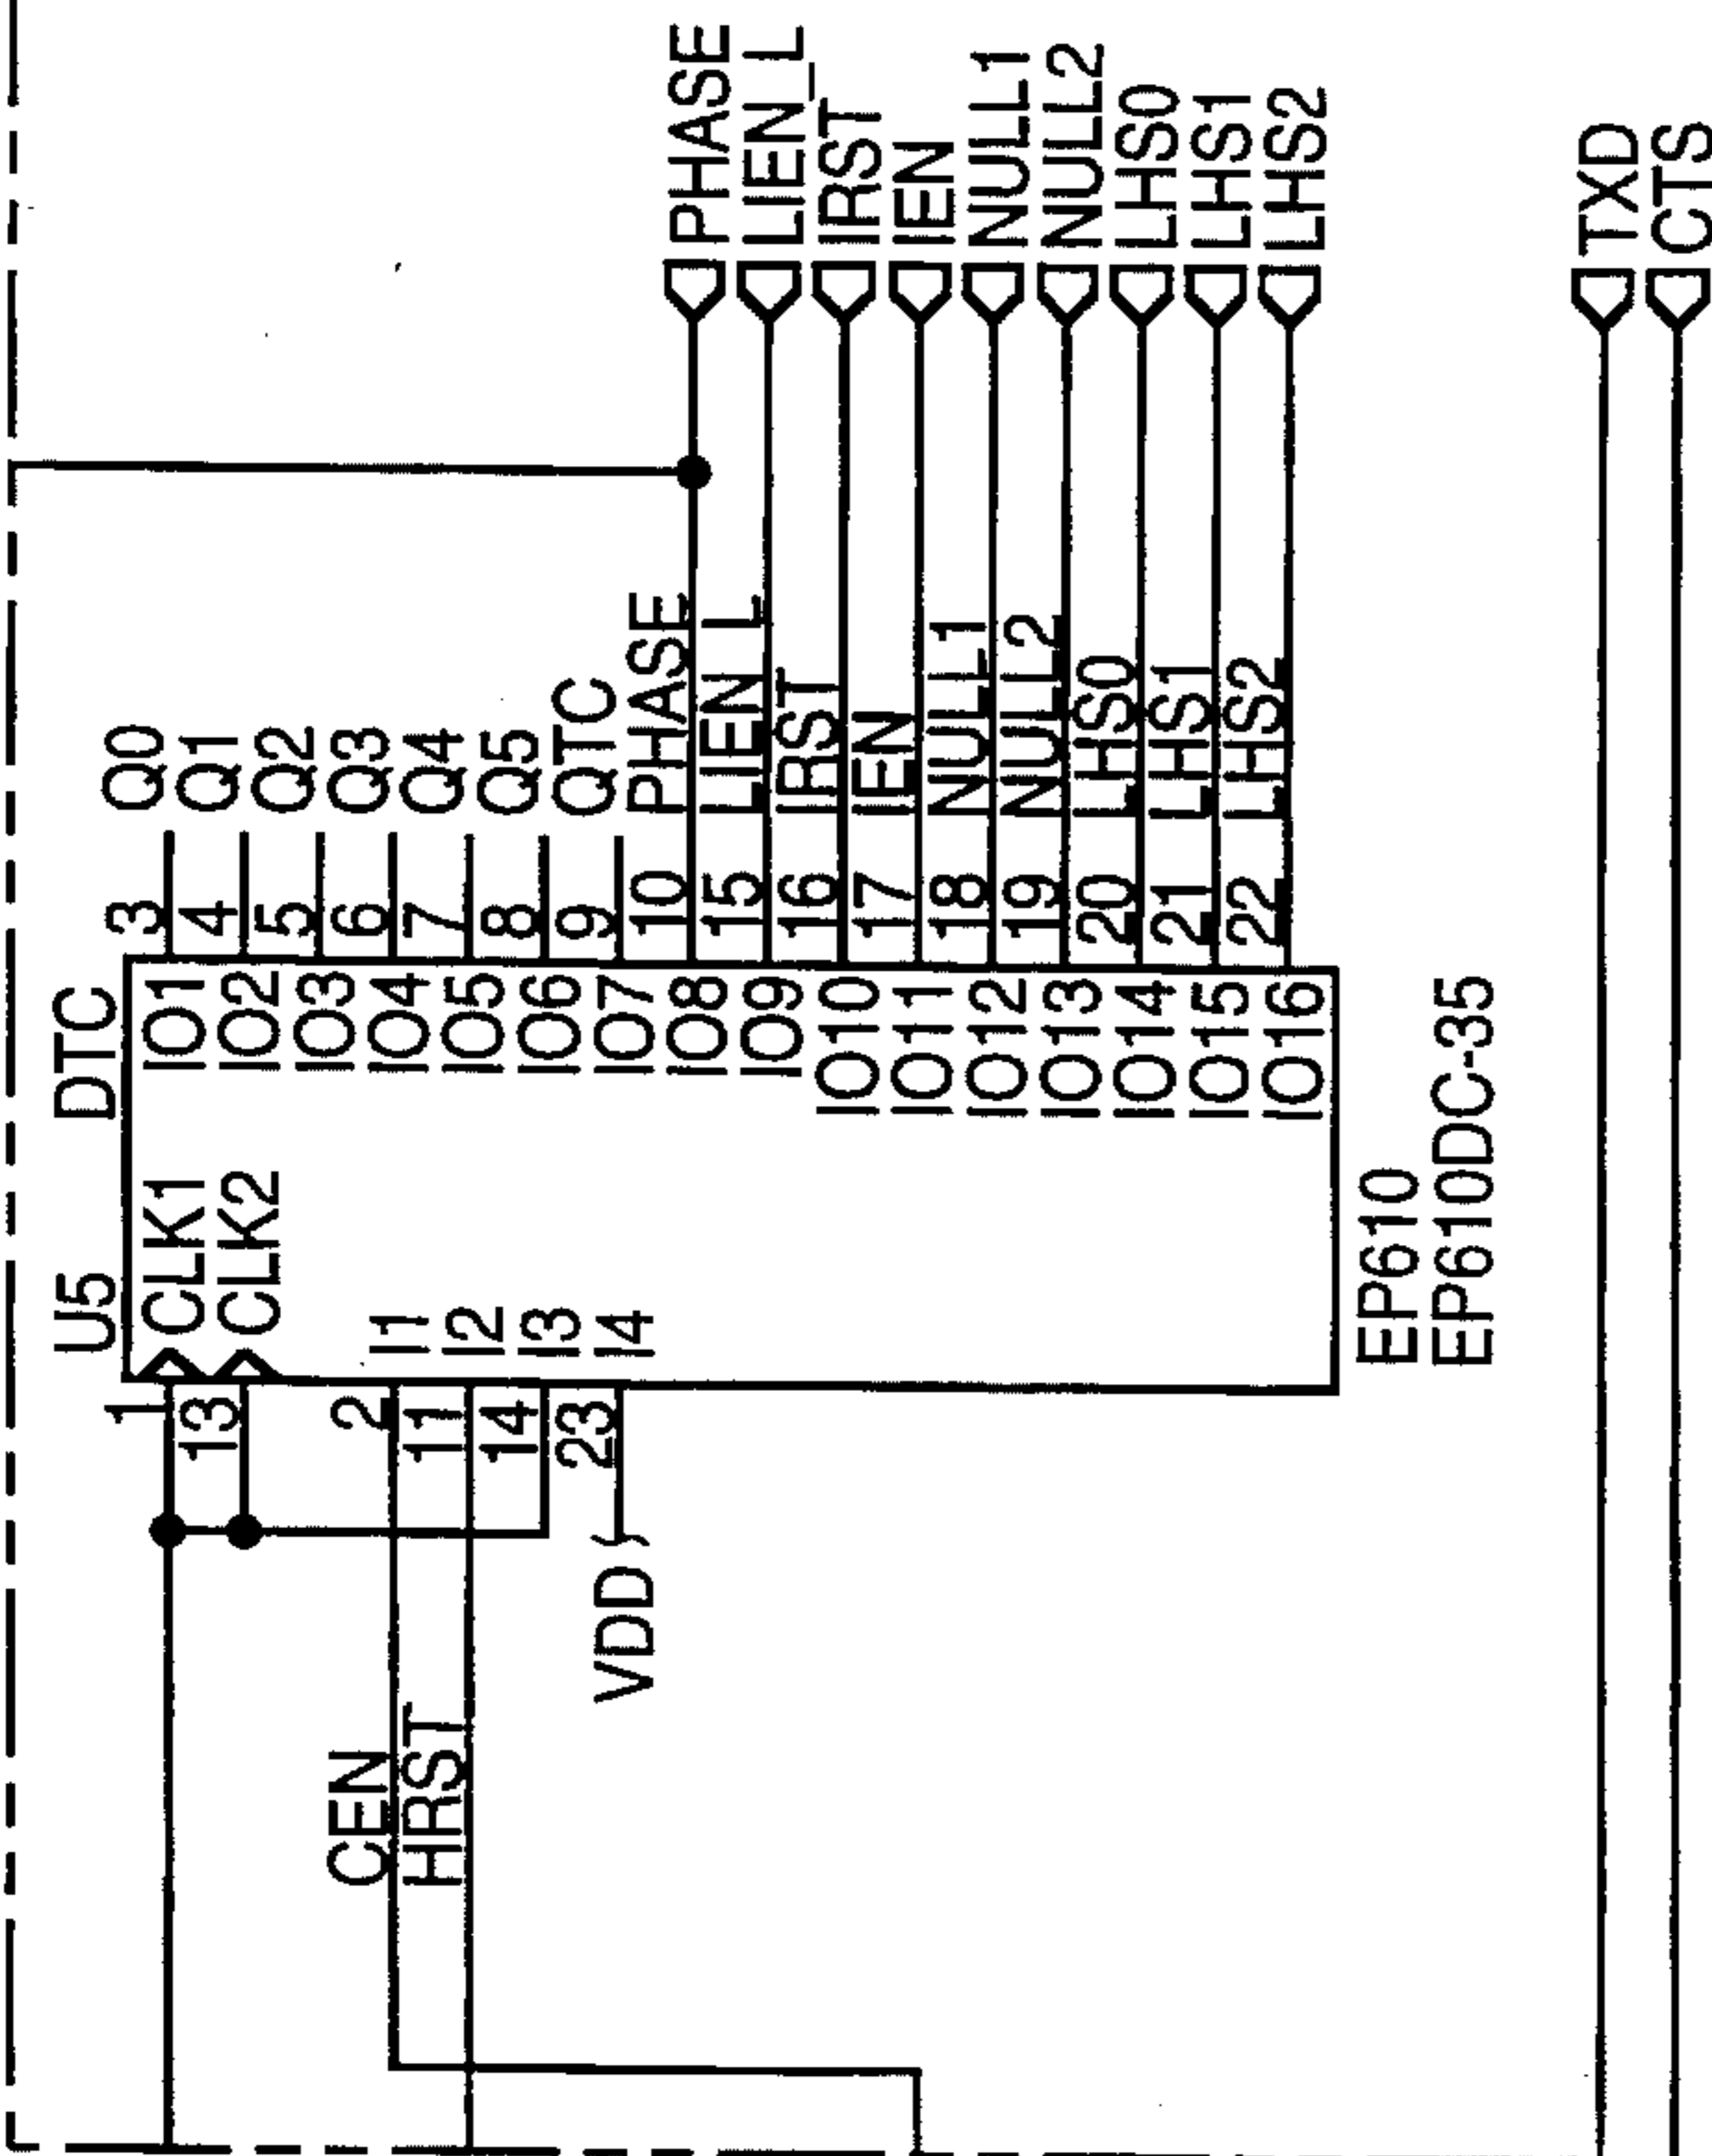 U5 DTC
CLK1
CLK2
I1
I2
I3
I4
1
13
2
11
14
23
CEN
HRST
VDD
IO1
IO2
IO3
IO4
IO5
IO6
IO7
IO8
IO9
IO10
IO11
IO12
IO13
IO14
IO15
IO16
3 Q0
4 Q1
5 Q2
6 Q3
7 Q4
8 Q5
9 QTC
10 PHASE PHASE
15 LIEN_L LIEN_L
16 IRST IRST
17 IEN IEN
18 NULL1 NULL1
19 NULL2 NULL2
20 LHS0 LHS0
21 LHS1 LHS1
22 LHS2 LHS2
EP610
EP610DC-35
TXD
CTS